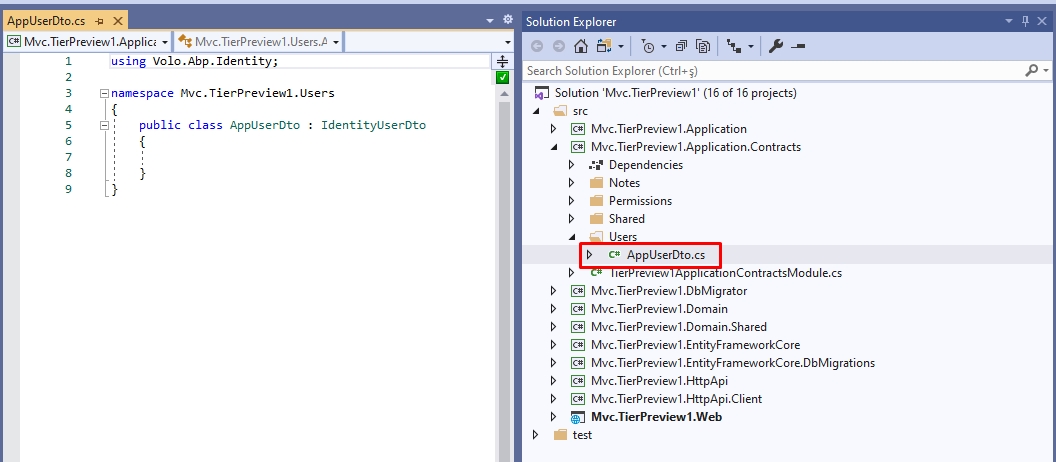 AppUserDto.cs
Mvc.TierPreview1.Applica
Mvc.TierPreview1.Users.A
1 using Volo.Abp.Identity;
2
3 namespace Mvc.TierPreview1.Users
4 {
5 public class AppUserDto : IdentityUserDto
6 {
7
8 }
9 }
Solution Explorer
Search Solution Explorer (Ctrl+ş)
Solution 'Mvc.TierPreview1' (16 of 16 projects)
src
C# Mvc.TierPreview1.Application
C# Mvc.TierPreview1.Application.Contracts
Dependencies
Notes
Permissions
Shared
Users
C# AppUserDto.cs
C# TierPreview1ApplicationContractsModule.cs
C# Mvc.TierPreview1.DbMigrator
C# Mvc.TierPreview1.Domain
C# Mvc.TierPreview1.Domain.Shared
C# Mvc.TierPreview1.EntityFrameworkCore
C# Mvc.TierPreview1.EntityFrameworkCore.DbMigrations
C# Mvc.TierPreview1.HttpApi
C# Mvc.TierPreview1.HttpApi.Client
Mvc.TierPreview1.Web
test